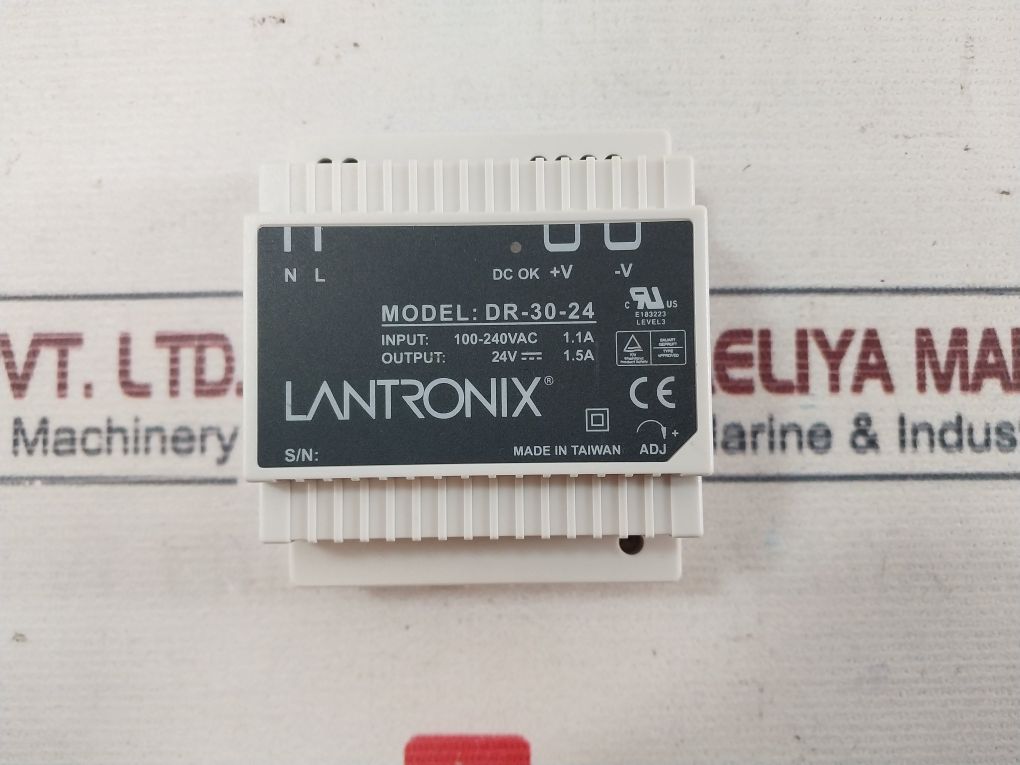 N L DC OK +V -V
MODEL: DR-30-24
INPUT: 100-240VAC 1.1A
OUTPUT: 24V 1.5A
c RU US
E183223
LEVEL3
LANTRONIX®
CE
S/N:
MADE IN TAIWAN ADJ +
VT. LTD.
ELIYA MA
Machinery
arine & Indus